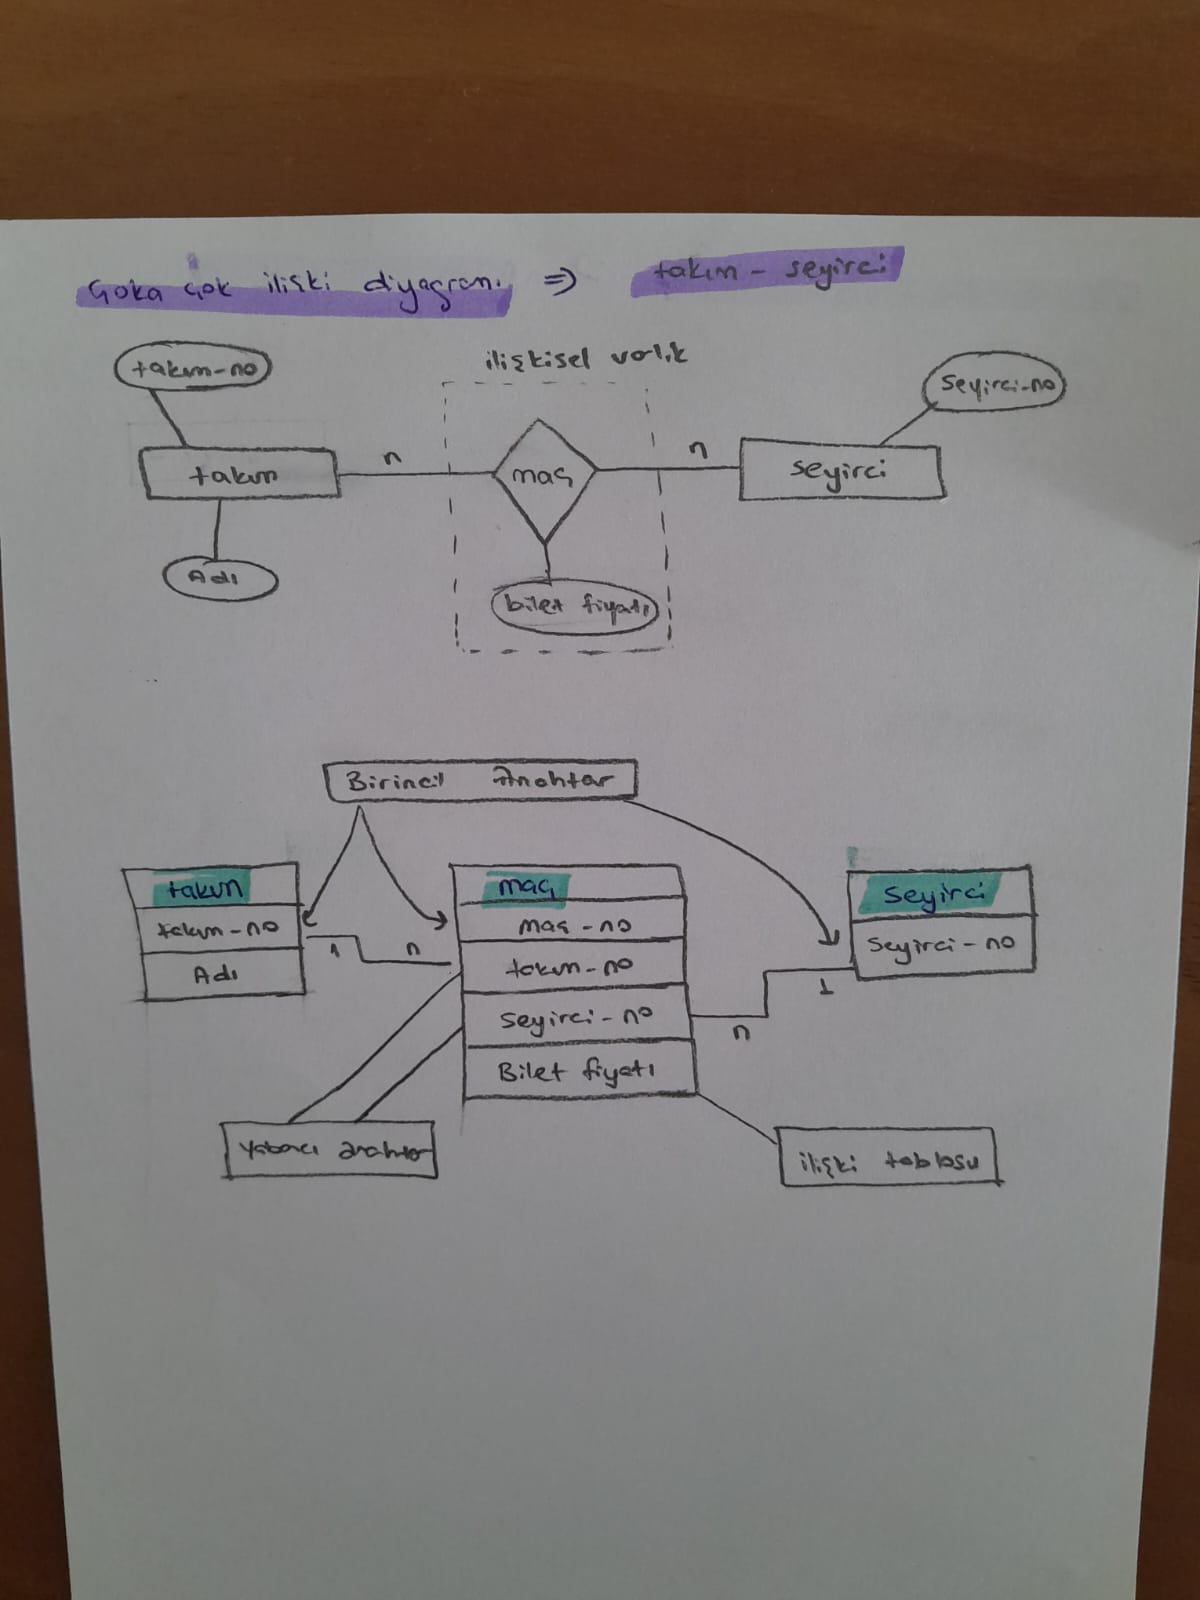 Çoka çok ilişki diyagramı ⇒ takım - seyirci
ilişkisel varlık
takım-no
seyirci-no
takım
n
maç
n
seyirci
Adı
bilet fiyatı
Birincil Anahtar
takım
maç
seyirci
takım-no
maç-no
seyirci-no
1
n
Adı
takım-no
1
seyirci-no
n
Bilet fiyatı
Yabancı anahtar
ilişki tablosu